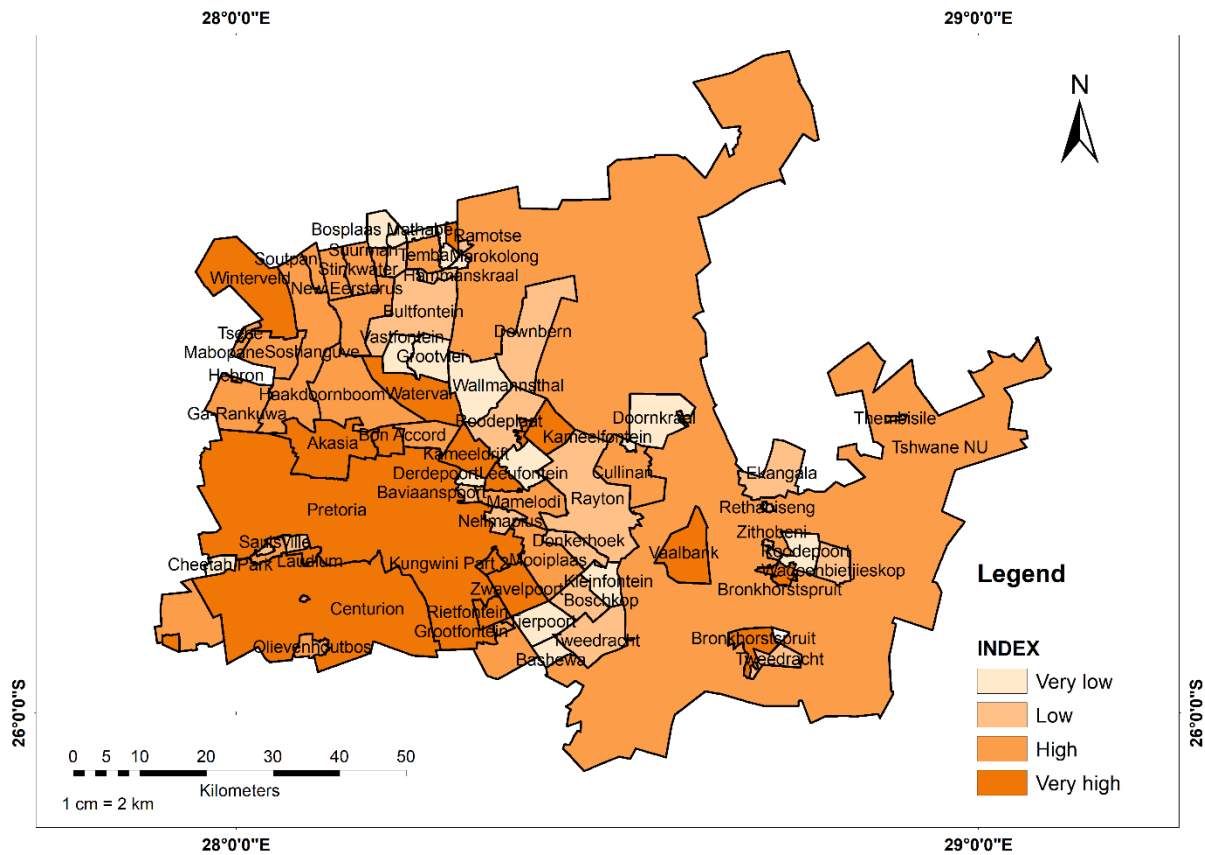 28°0'0"E
29°0'0"E
N
Bosplaas Mathabe
Ramotse
Suurman
Temba
Marokolong
Soutpan
Stinkwater
Hammanskraal
Winterveld
New Eersterus
Bultfontein
Tsebe
Vastfontein
Downbern
Mabopane
Soshanguve
Grootvlei
Hebron
Haakdoornboom
Waterval
Wallmannsthal
Ga-Rankuwa
Roodeplaat
Doornkraal
Thembisile
Akasia
Bon Accord
Kameelfontein
Tshwane NU
Kameeldrift
Derdepoort
Leeufontein
Cullinan
Ekangala
Baviaanspoort
Mamelodi
Rayton
Pretoria
Nellmapius
Rethabiseng
Donkerhoek
Zithobeni
Saulsville
Vaalbank
Roodepoort
Cheetah Park
Laudium
Kungwini Part
Mooiplaas
Wagoonbietjieskop
Kleinfontein
Bronkhorstspruit
Zwavelpoort
Boschkop
Centurion
Rietfontein
Grootfontein
Tierpoort
Tweedracht
Bronkhorstspruit
Olievenhoutbos
Bashewa
Tweedracht
Legend
INDEX
Very low
Low
High
Very high
26°0'0"S
26°0'0"S
0 5 10 20 30 40 50
Kilometers
1 cm = 2 km
28°0'0"E
29°0'0"E